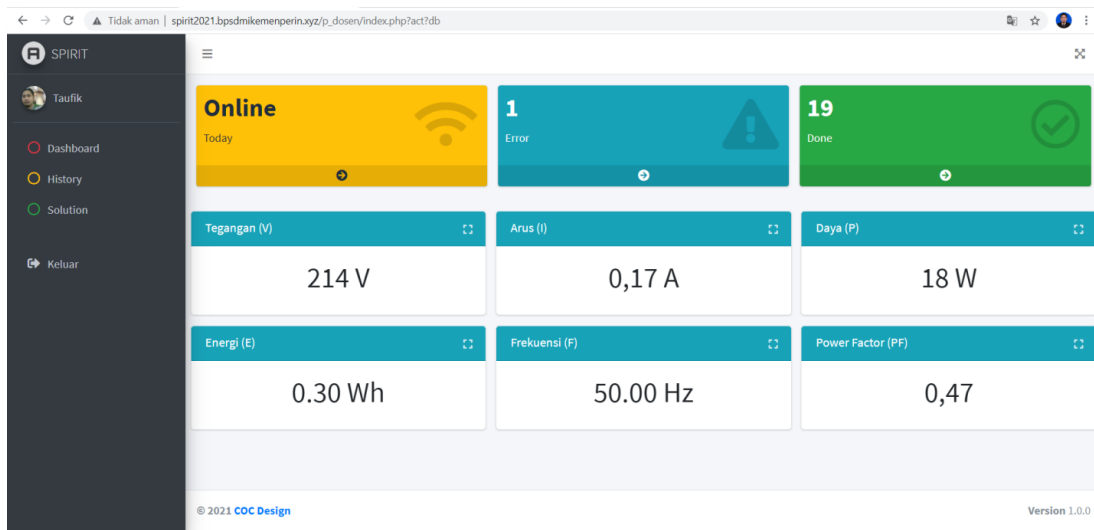 Tidak aman | spirit2021.bpsdmikemenperin.xyz/p_dosen/index.php?act?db
SPIRIT
Taufik
Dashboard
History
Solution
Keluar
Online
Today
1
Error
19
Done
Tegangan (V)
214 V
Arus (I)
0,17 A
Daya (P)
18 W
Energi (E)
0.30 Wh
Frekuensi (F)
50.00 Hz
Power Factor (PF)
0,47
© 2021 COC Design
Version 1.0.0